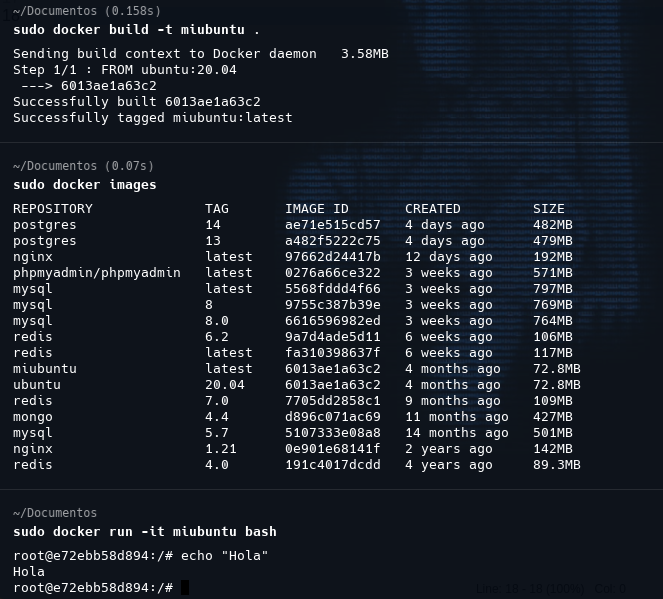 ~/Documentos (0.158s)
sudo docker build -t miubuntu .
Sending build context to Docker daemon   3.58MB
Step 1/1 : FROM ubuntu:20.04
 ---> 6013ae1a63c2
Successfully built 6013ae1a63c2
Successfully tagged miubuntu:latest
~/Documentos (0.07s)
sudo docker images
REPOSITORY              TAG       IMAGE ID       CREATED         SIZE
postgres                14        ae71e515cd57   4 days ago      482MB
postgres                13        a482f5222c75   4 days ago      479MB
nginx                   latest    97662d24417b   12 days ago     192MB
phpmyadmin/phpmyadmin   latest    0276a66ce322   3 weeks ago     571MB
mysql                   latest    5568fddd4f66   3 weeks ago     797MB
mysql                   8         9755c387b39e   3 weeks ago     769MB
mysql                   8.0       6616596982ed   3 weeks ago     764MB
redis                   6.2       9a7d4ade5d11   6 weeks ago     106MB
redis                   latest    fa310398637f   6 weeks ago     117MB
miubuntu                latest    6013ae1a63c2   4 months ago    72.8MB
ubuntu                  20.04     6013ae1a63c2   4 months ago    72.8MB
redis                   7.0       7705dd2858c1   9 months ago    109MB
mongo                   4.4       d896c071ac69   11 months ago   427MB
mysql                   5.7       5107333e08a8   14 months ago   501MB
nginx                   1.21      0e901e68141f   2 years ago     142MB
redis                   4.0       191c4017dcdd   4 years ago     89.3MB
~/Documentos
sudo docker run -it miubuntu bash
root@e72ebb58d894:/# echo "Hola"
Hola
root@e72ebb58d894:/#